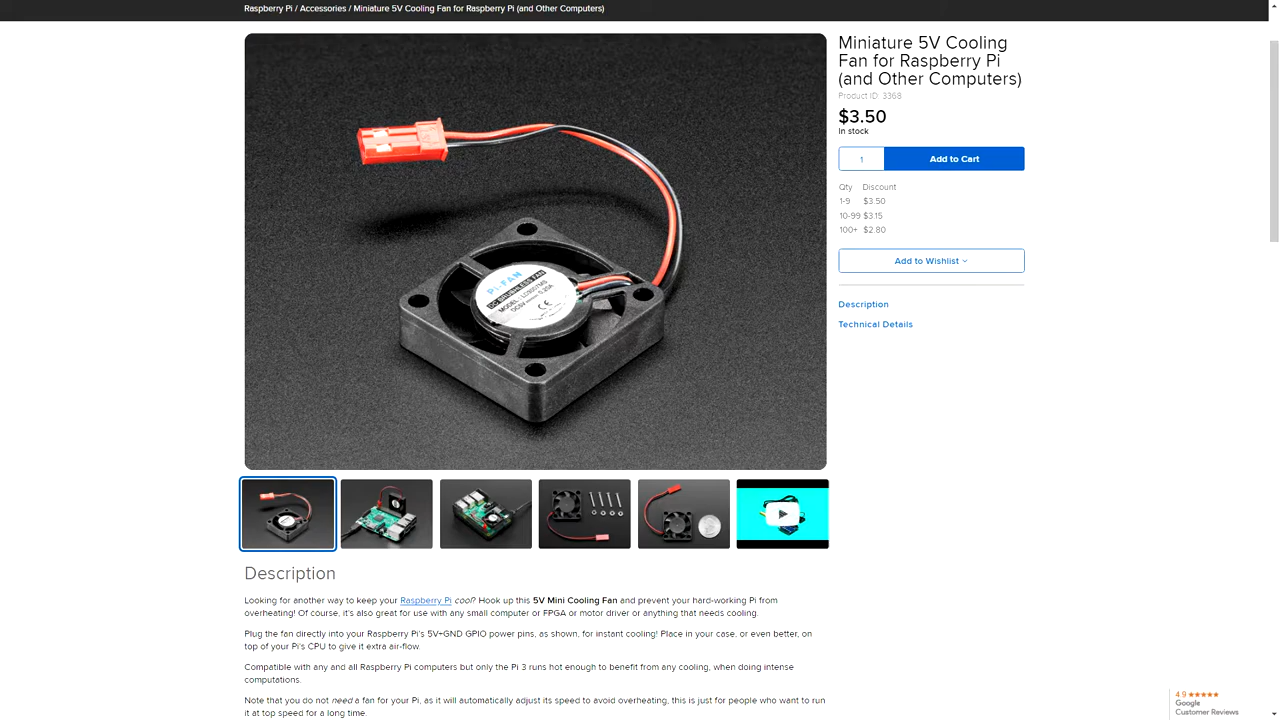 Raspberry Pi / Accessories / Miniature 5V Cooling Fan for Raspberry Pi (and Other Computers)
Miniature 5V Cooling
Fan for Raspberry Pi
(and Other Computers)
Product ID: 3368
$3.50
In stock
1 Add to Cart
Qty Discount
1-9 $3.50
10-99 $3.15
100+ $2.80
Add to Wishlist
Description
Technical Details
Pi-FAN
DC BRUSHLESS FAN
MODEL: LC3007MS
DC5V 0.20A
CE
Description
Looking for another way to keep your Raspberry Pi cool? Hook up this 5V Mini Cooling Fan and prevent your hard-working Pi from
overheating! Of course, it's also great for use with any small computer or FPGA or motor driver or anything that needs cooling.
Plug the fan directly into your Raspberry Pi's 5V+GND GPIO power pins, as shown, for instant cooling! Place in your case, or even better, on
top of your Pi's CPU to give it extra air-flow.
Compatible with any and all Raspberry Pi computers but only the Pi 3 runs hot enough to benefit from any cooling, when doing intense
computations.
Note that you do not need a fan for your Pi, as it will automatically adjust its speed to avoid overheating, this is just for people who want to run
it at top speed for a long time.
4.9 ★★★★★
Google
Customer Reviews